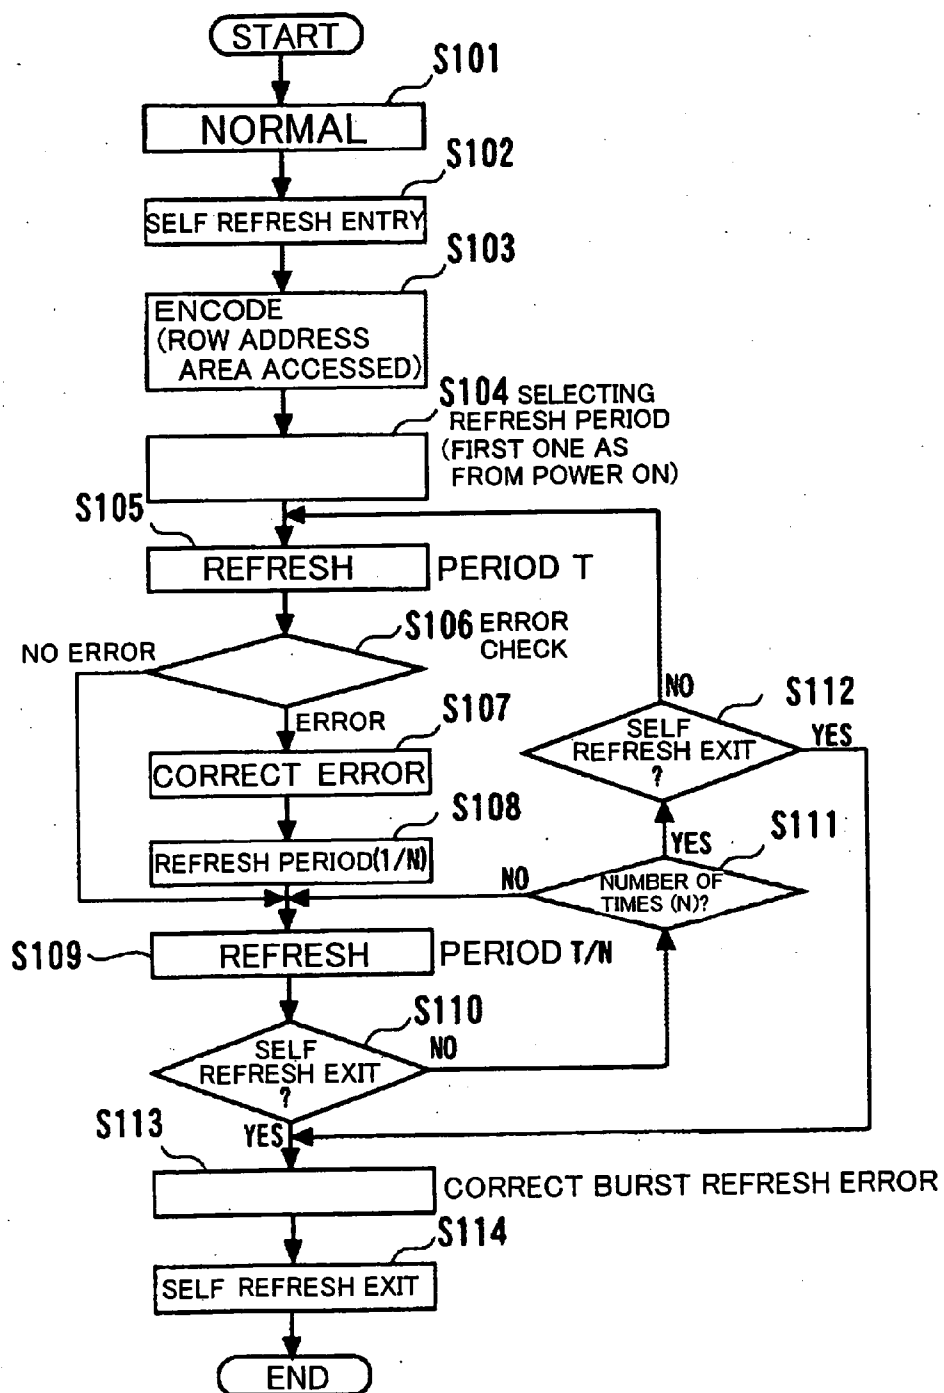 START
S101
NORMAL
S102
SELF REFRESH ENTRY
S103
ENCODE
(ROW ADDRESS
AREA ACCESSED)
S104 SELECTING
REFRESH PERIOD
(FIRST ONE AS
FROM POWER ON)
S105
REFRESH
PERIOD T
S106 ERROR
CHECK
NO ERROR
ERROR
S107
CORRECT ERROR
S108
REFRESH PERIOD(1/N)
S109
REFRESH
PERIOD T/N
S110
SELF
REFRESH EXIT
?
NO
YES
S111
NUMBER OF
TIMES (N)?
NO
YES
S112
SELF
REFRESH EXIT
?
NO
YES
S113
CORRECT BURST REFRESH ERROR
S114
SELF REFRESH EXIT
END